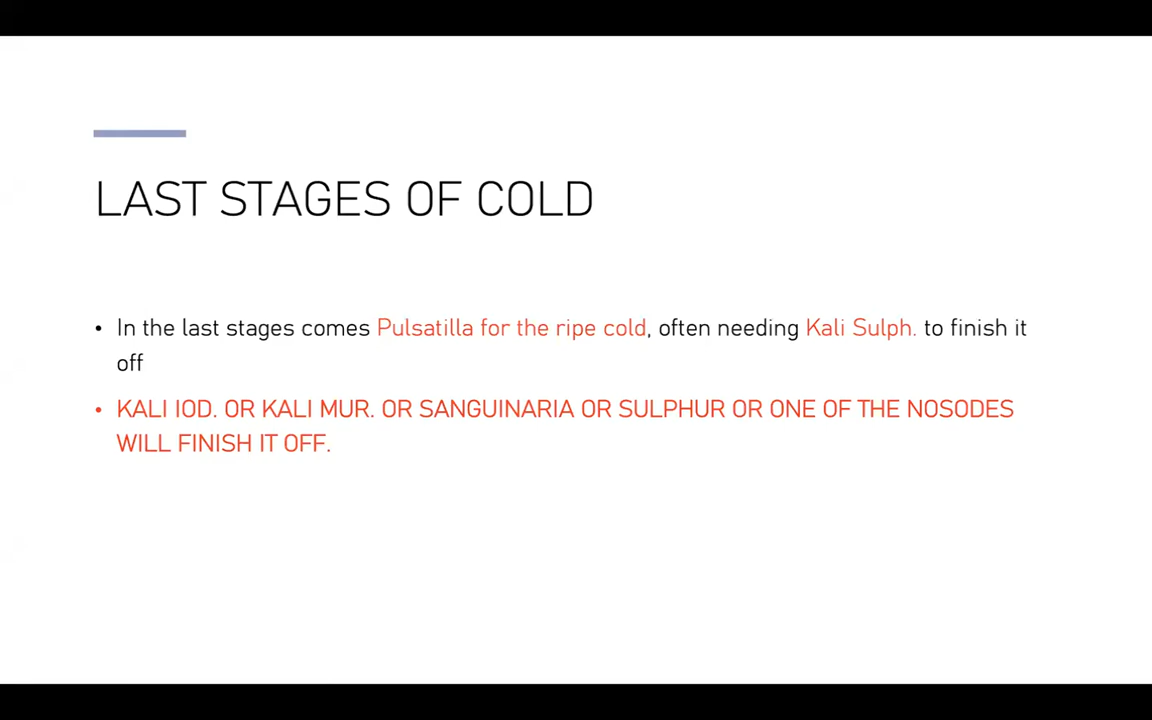 LAST STAGES OF COLD
• In the last stages comes Pulsatilla for the ripe cold, often needing Kali Sulph. to finish it
off
• KALI IOD. OR KALI MUR. OR SANGUINARIA OR SULPHUR OR ONE OF THE NOSODES
WILL FINISH IT OFF.